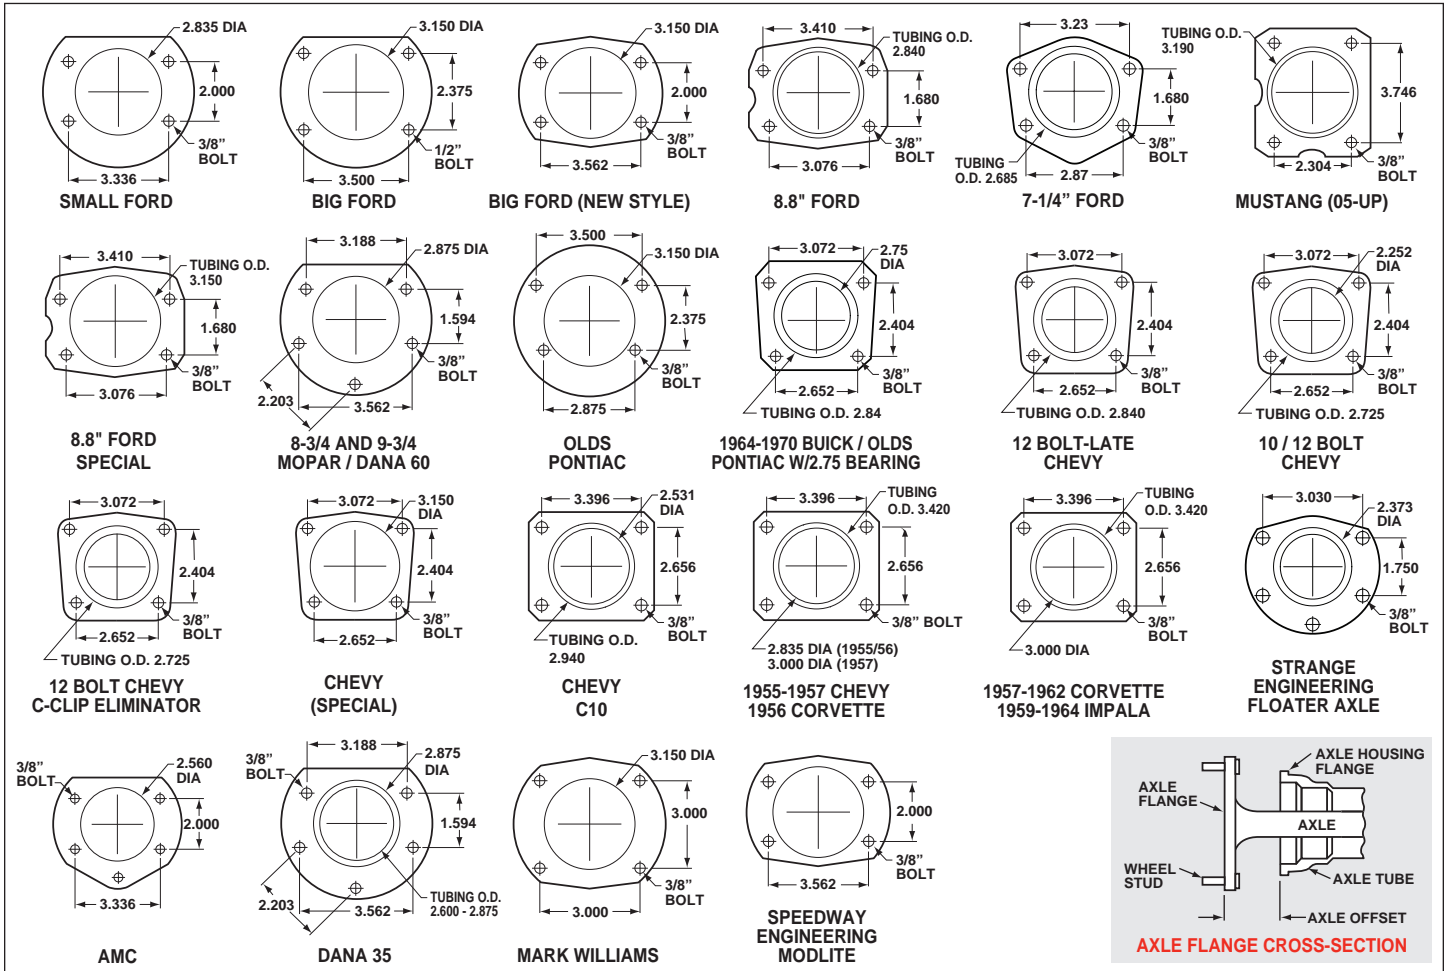 2.835 DIA
2.000
3/8”
BOLT
3.336
SMALL FORD
3.150 DIA
2.375
1/2”
BOLT
3.500
BIG FORD
3.150 DIA
2.000
3/8”
BOLT
3.562
BIG FORD (NEW STYLE)
3.410
TUBING O.D.
2.840
1.680
3/8”
BOLT
3.076
8.8" FORD
3.23
1.680
TUBING
O.D. 2.685
3/8”
BOLT
2.87
7-1/4” FORD
TUBING O.D.
3.190
3.746
2.304
3/8”
BOLT
MUSTANG (05-UP)
3.410
TUBING O.D.
3.150
1.680
3/8”
BOLT
3.076
8.8" FORD
SPECIAL
3.188
2.875 DIA
1.594
3/8”
BOLT
2.203
3.562
8-3/4 AND 9-3/4
MOPAR / DANA 60
3.500
3.150 DIA
2.375
3/8”
BOLT
2.875
OLDS
PONTIAC
3.072
2.75
DIA
2.404
3/8”
BOLT
2.652
TUBING O.D. 2.84
1964-1970 BUICK / OLDS
PONTIAC W/2.75 BEARING
3.072
2.404
3/8”
BOLT
2.652
TUBING O.D. 2.840
12 BOLT-LATE
CHEVY
3.072
2.252
DIA
2.404
3/8”
BOLT
2.652
TUBING O.D. 2.725
10 / 12 BOLT
CHEVY
3.072
2.404
3/8”
BOLT
2.652
TUBING O.D. 2.725
12 BOLT CHEVY
C-CLIP ELIMINATOR
3.072
3.150
DIA
2.404
3/8”
BOLT
2.652
CHEVY
(SPECIAL)
3.396
2.531
DIA
2.656
3/8”
BOLT
TUBING O.D.
2.940
CHEVY
C10
3.396
TUBING
O.D. 3.420
2.656
3/8” BOLT
2.835 DIA (1955/56)
3.000 DIA (1957)
1955-1957 CHEVY
1956 CORVETTE
3.396
TUBING
O.D. 3.420
2.656
3/8”
BOLT
3.000 DIA
1957-1962 CORVETTE
1959-1964 IMPALA
3.030
2.373
DIA
1.750
3/8”
BOLT
STRANGE
ENGINEERING
FLOATER AXLE
3/8”
BOLT
2.560
DIA
2.000
3.336
AMC
3/8”
BOLT
3.188
2.875
DIA
1.594
2.203
3.562
TUBING O.D.
2.600 - 2.875
DANA 35
3.150 DIA
3.000
3/8”
BOLT
3.000
MARK WILLIAMS
2.000
3/8”
BOLT
3.562
SPEEDWAY
ENGINEERING
MODLITE
AXLE HOUSING
FLANGE
AXLE
FLANGE
AXLE
WHEEL
STUD
AXLE TUBE
AXLE OFFSET
AXLE FLANGE CROSS-SECTION